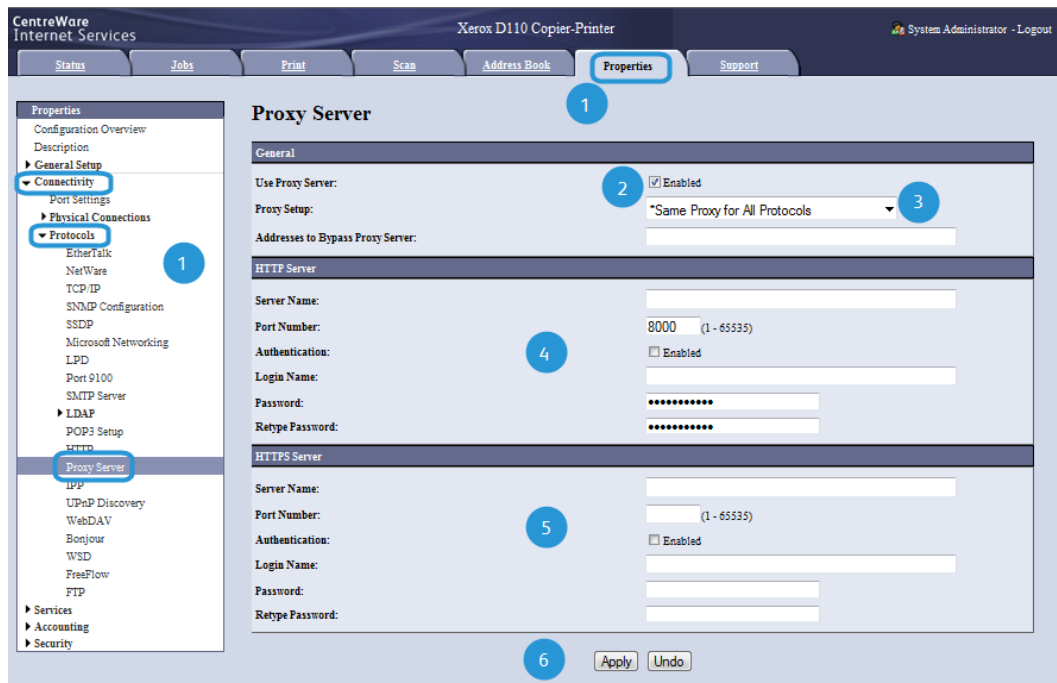 CentreWare
Internet Services
Xerox D110 Copier-Printer
System Administrator - Logout
Status
Jobs
Print
Scan
Address Book
Properties
Support
1
Properties
Configuration Overview
Description
General Setup
Connectivity
Port Settings
Physical Connections
Protocols
1
EtherTalk
NetWare
TCP/IP
SNMP Configuration
SSDP
Microsoft Networking
LPD
Port 9100
SMTP Server
LDAP
POP3 Setup
HTTP
Proxy Server
IPP
UPnP Discovery
WebDAV
Bonjour
WSD
FreeFlow
FTP
Services
Accounting
Security
Proxy Server
General
Use Proxy Server:
2
Enabled
Proxy Setup:
*Same Proxy for All Protocols
3
Addresses to Bypass Proxy Server:
HTTP Server
Server Name:
Port Number:
8000 (1 - 65535)
Authentication:
4
Enabled
Login Name:
Password:
•••••••••••
Retype Password:
•••••••••••
HTTPS Server
Server Name:
Port Number:
(1 - 65535)
5
Authentication:
Enabled
Login Name:
Password:
Retype Password:
6
Apply
Undo